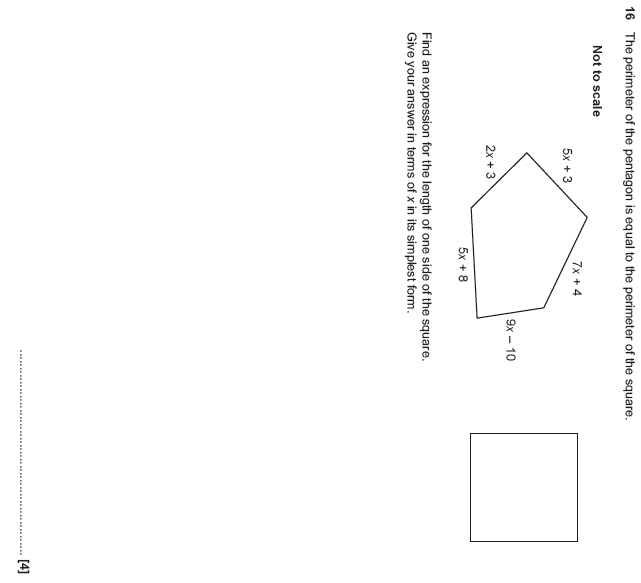 16 The perimeter of the pentagon is equal to the perimeter of the square.
Not to scale
5x + 3
7x + 4
2x + 3
9x – 10
5x + 8
Find an expression for the length of one side of the square.
Give your answer in terms of x in its simplest form.
.................................................... [4]